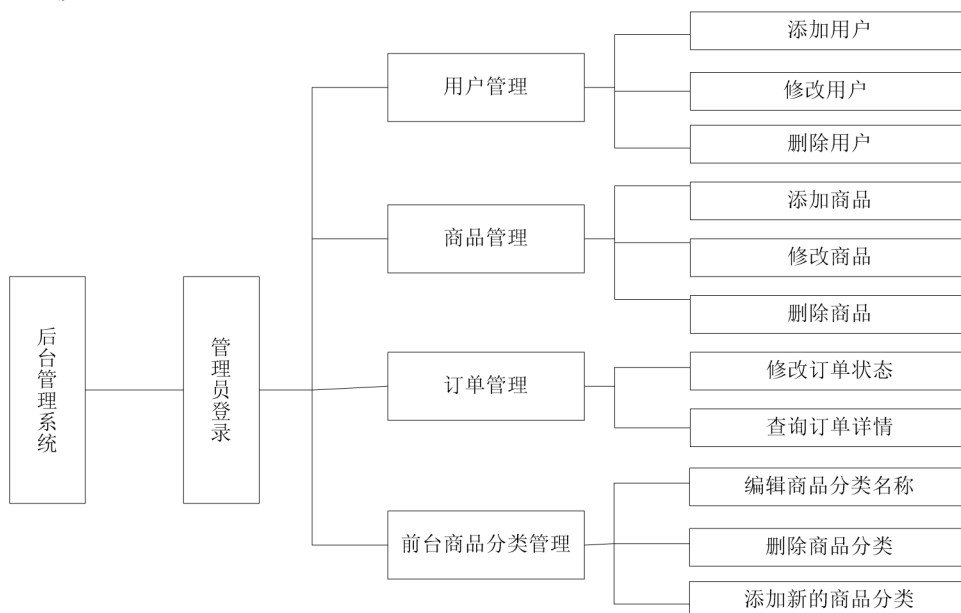 后台管理系统
管理员登录
用户管理
添加用户
修改用户
删除用户
商品管理
添加商品
修改商品
删除商品
订单管理
修改订单状态
查询订单详情
前台商品分类管理
编辑商品分类名称
删除商品分类
添加新的商品分类